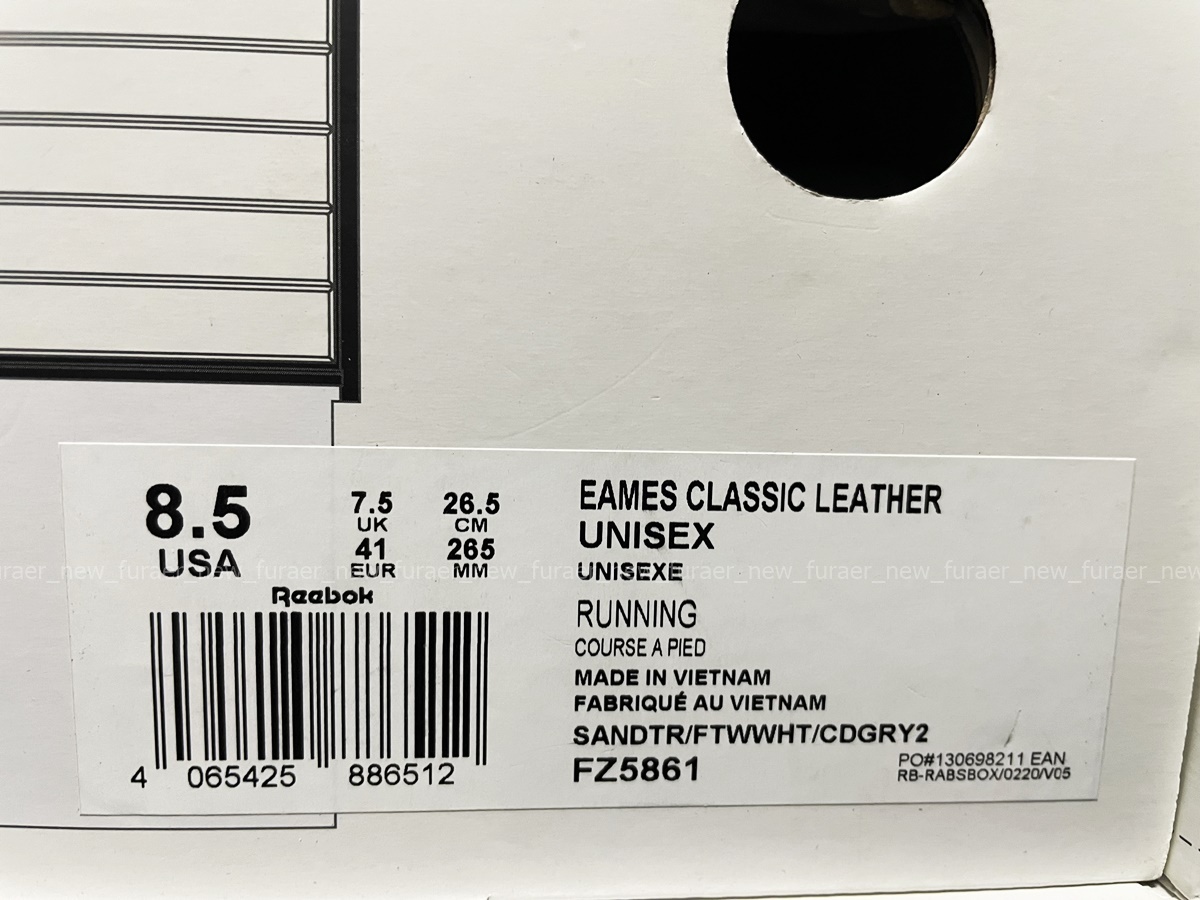 8.5
USA
7.5
UK
41
EUR
26.5
CM
265
MM
Reebok
4 065425 886512
EAMES CLASSIC LEATHER
UNISEX
UNISEXE
RUNNING
COURSE A PIED
MADE IN VIETNAM
FABRIQUÉ AU VIETNAM
SANDTR/FTWWHT/CDGRY2
FZ5861
PO#130698211 EAN
RB-RABSBOX/0220/V05
furaer_new_furaer_new_furaer_new_furaer_new_furaer_new_furaer_new_furaer_new